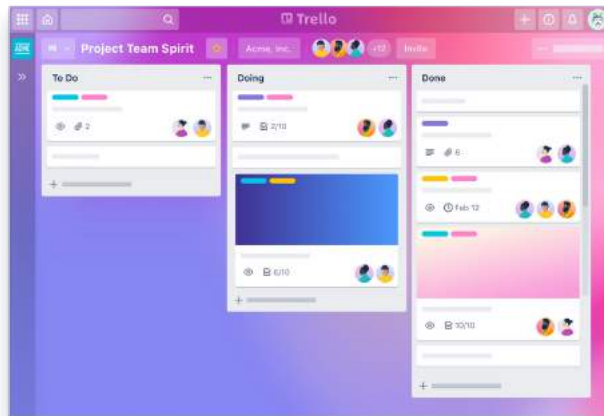 Trello
ADME
Project Team Spirit
Acme, Inc.
+12
Invite
To Do
2
Doing
2/10
6/10
Done
6
Feb 12
10/10